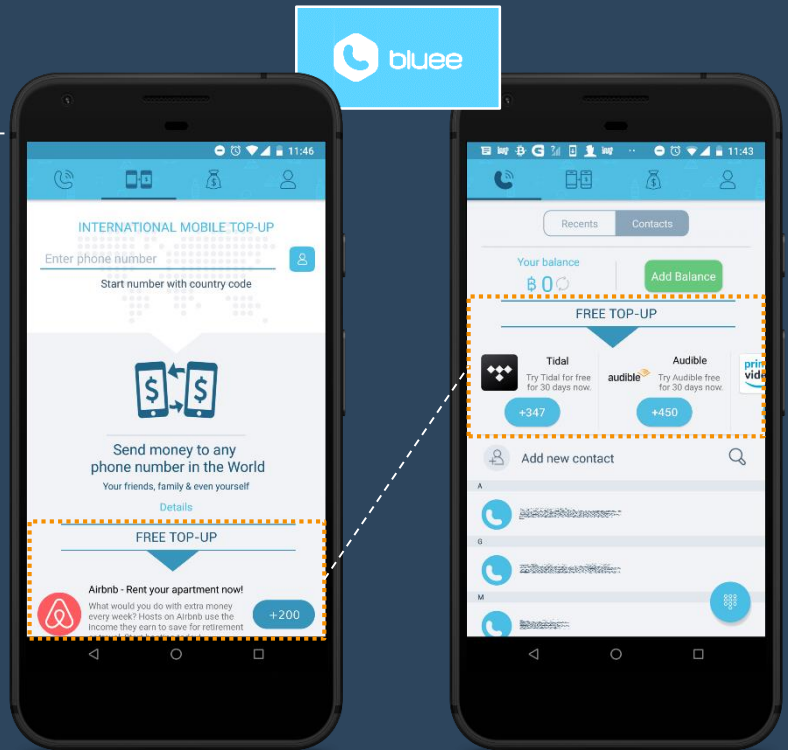 bluee
11:46
INTERNATIONAL MOBILE TOP-UP
Enter phone number
Start number with country code
$ $
Send money to any
phone number in the World
Your friends, family & even yourself
Details
FREE TOP-UP
Airbnb - Rent your apartment now!
What would you do with extra money
every week? Hosts on Airbnb use the
income they earn to save for retirement
+200
11:43
Recents Contacts
Your balance
฿ 0
Add Balance
FREE TOP-UP
Tidal
Try Tidal for free
for 30 days now.
+347
audible
Audible
Try Audible free
for 30 days now.
+450
Add new contact
A
G
M